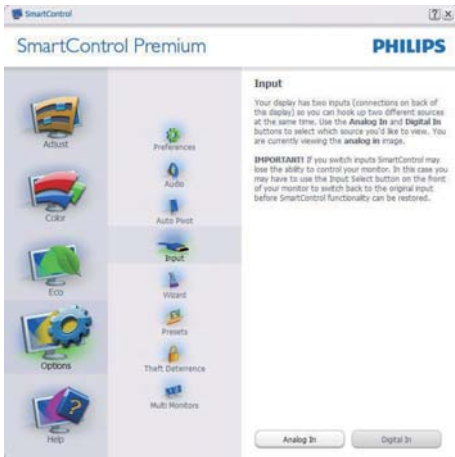 SmartControl
SmartControl Premium
PHILIPS
Adjust
Color
Eco
Options
Help
Preferences
Audio
Auto Pivot
Input
Wizard
Presets
Theft Deterrence
Multi Monitors
Input
Your display has two inputs (connections on back of
this display) so you can hook up two different sources
at the same time. Use the Analog In and Digital In
buttons to select which source you'd like to view. You
are currently viewing the analog in image.
IMPORTANT! If you switch inputs SmartControl may
lose the ability to control your monitor. In this case you
may have to use the Input Select button on the front
of your monitor to switch back to the original input
before SmartControl functionality can be restored.
Analog In
Digital In